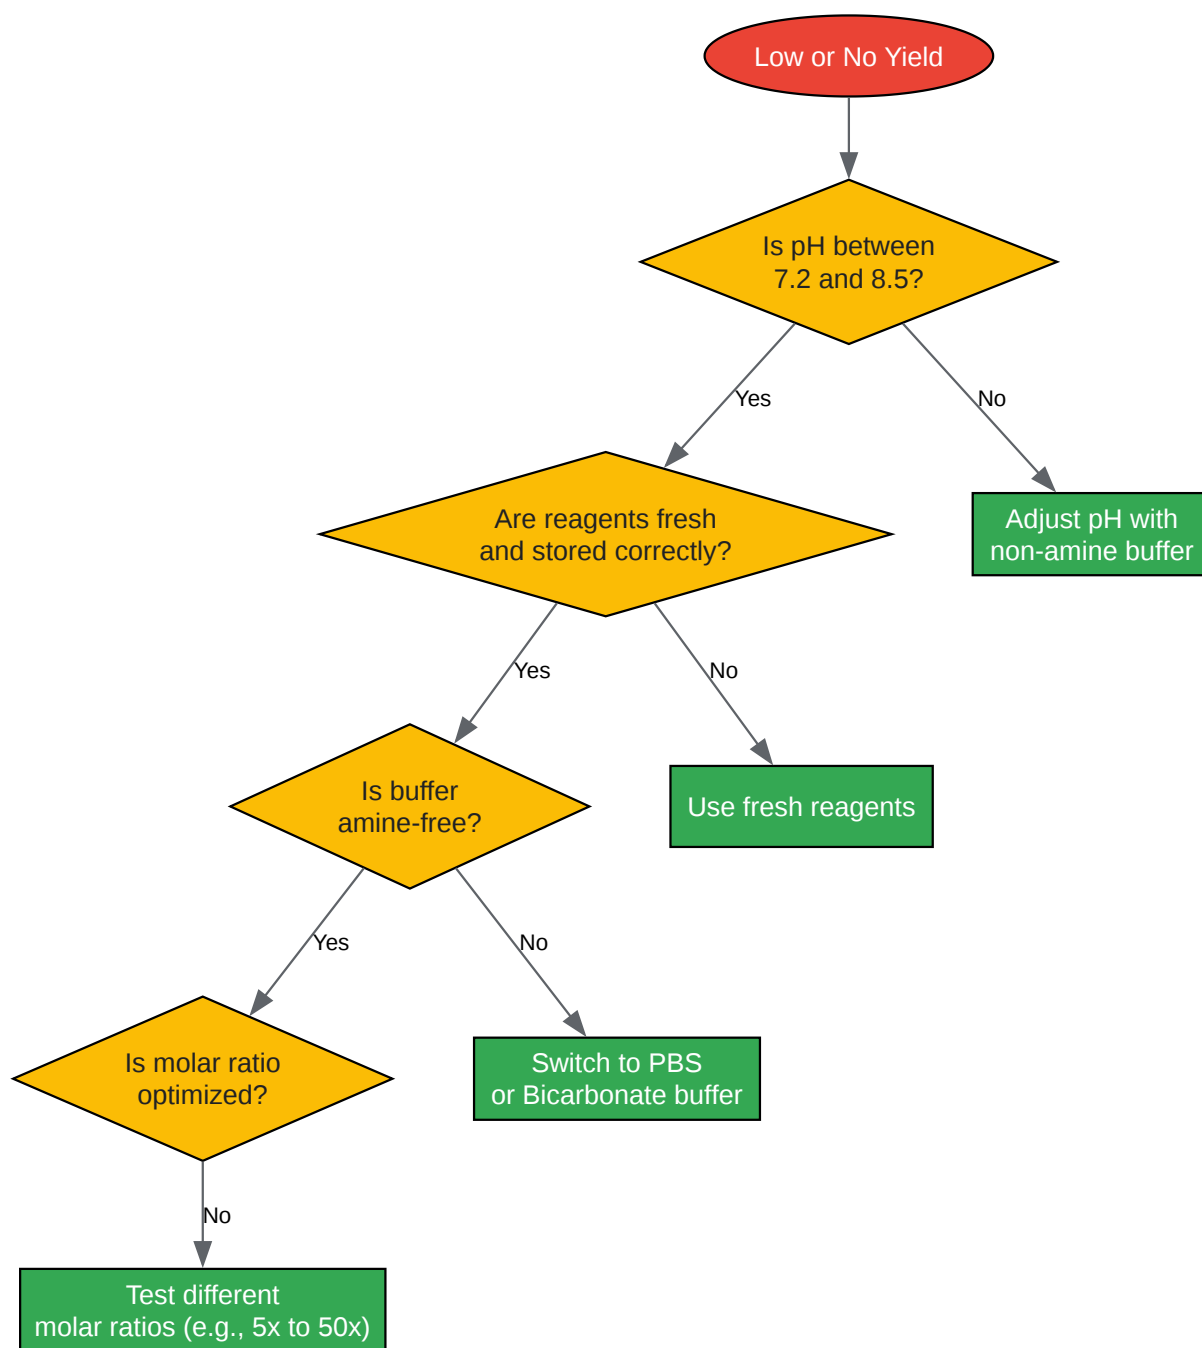 Low or No Yield
Is pH between
7.2 and 8.5?
Yes
No
Are reagents fresh
and stored correctly?
Adjust pH with
non-amine buffer
Yes
No
Is buffer
amine-free?
Use fresh reagents
Yes
No
Is molar ratio
optimized?
Switch to PBS
or Bicarbonate buffer
No
Test different
molar ratios (e.g., 5x to 50x)